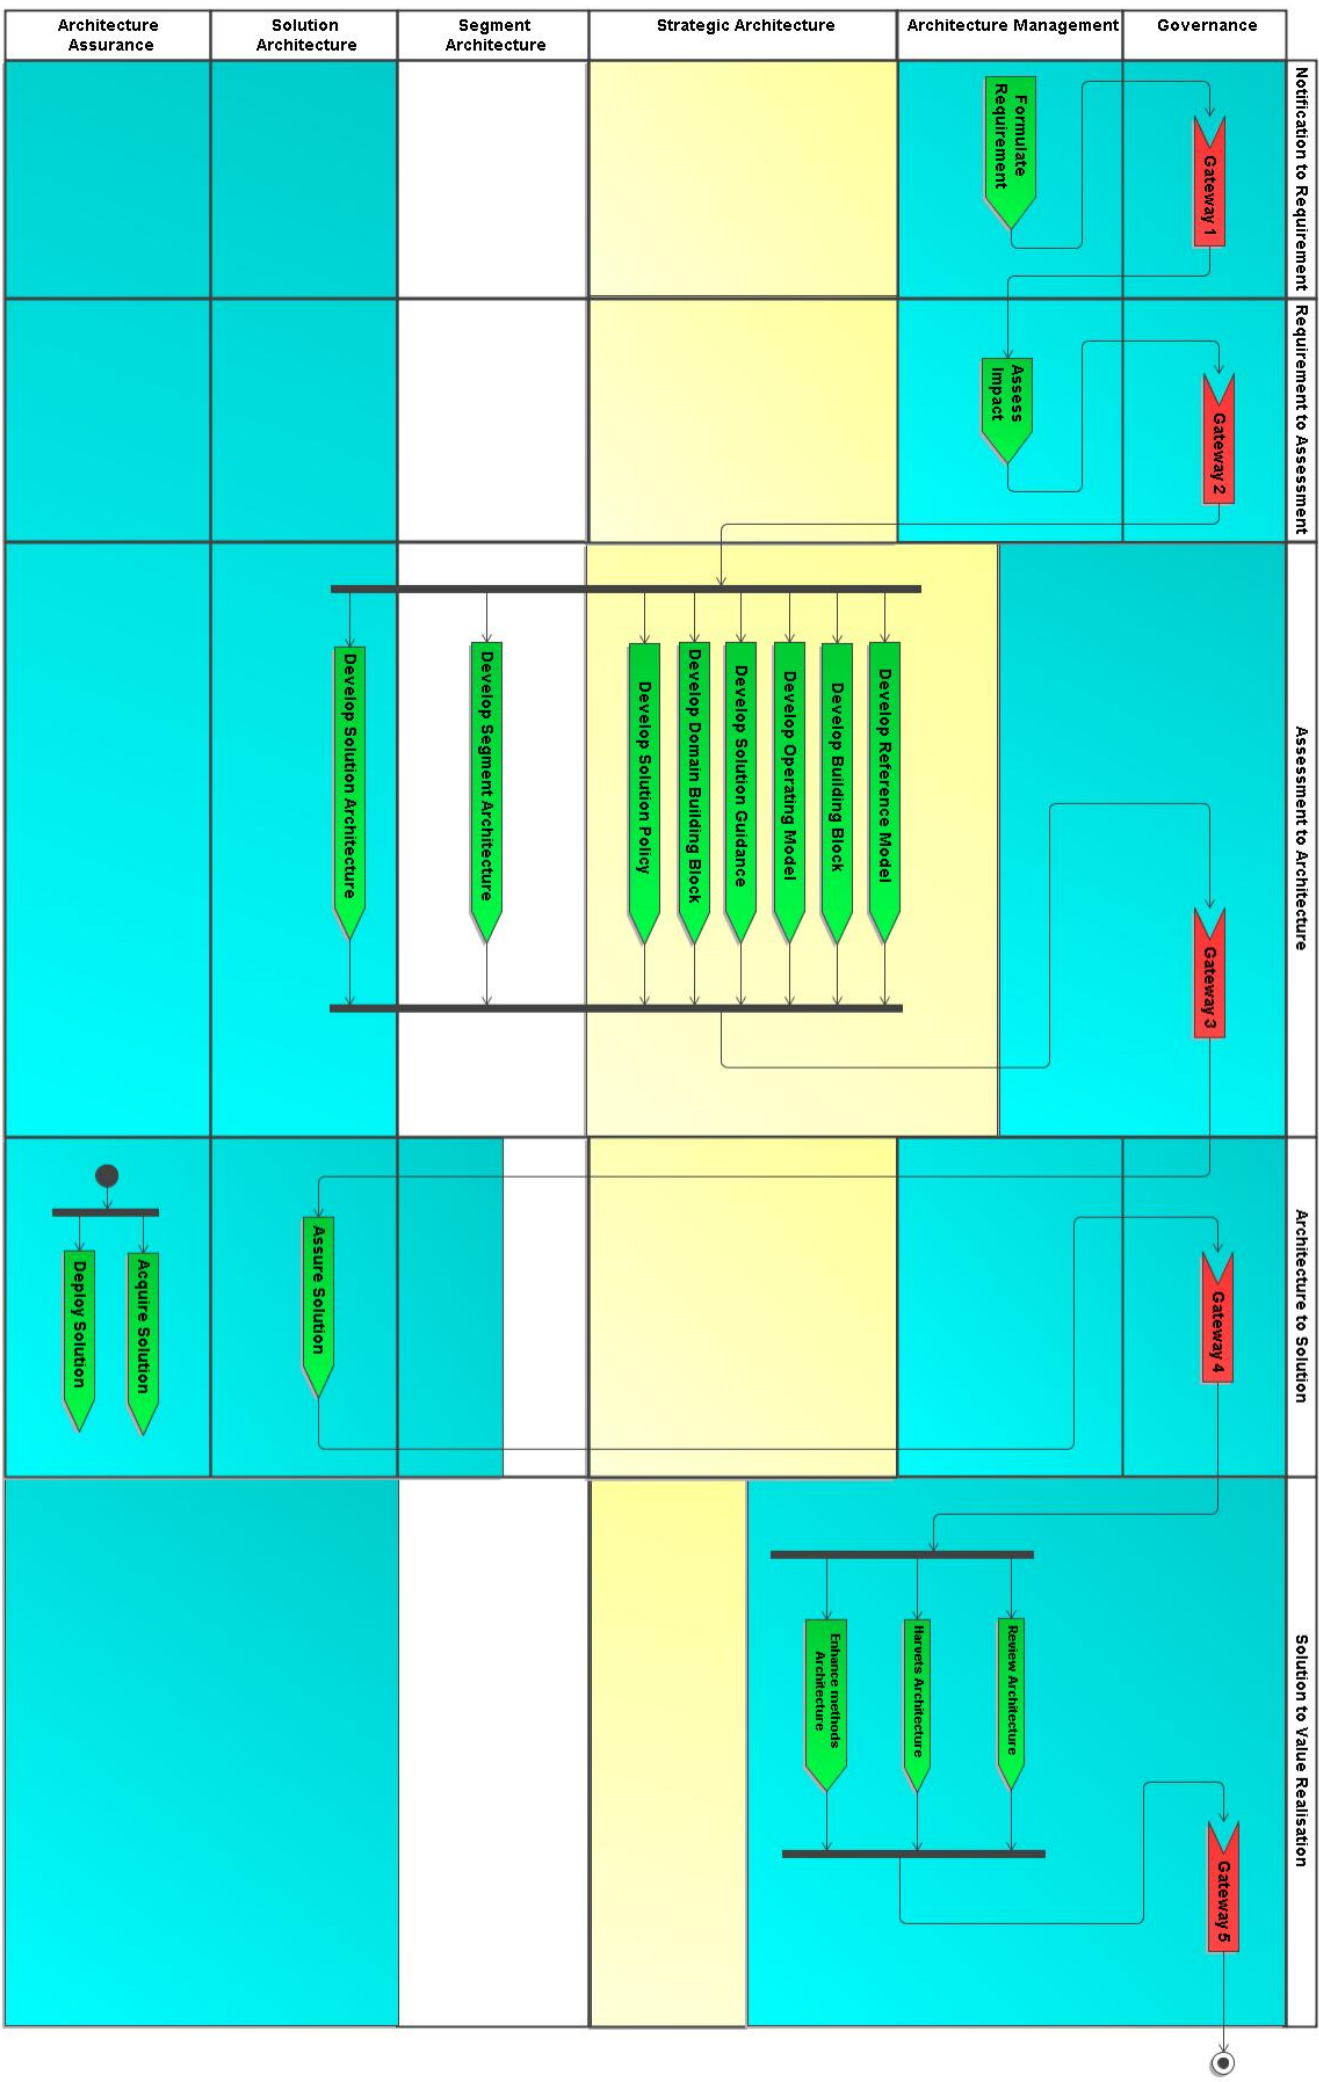 Architecture
Assurance
Solution
Architecture
Segment
Architecture
Strategic Architecture
Architecture Management
Governance
Notification to Requirement
Formulate
Requirement
Gateway 1
Requirement to Assessment
Assess
Impact
Gateway 2
Assessment to Architecture
Develop Solution Architecture
Develop Segment Architecture
Develop Solution Policy
Develop Domain Building Block
Develop Solution Guidance
Develop Operating Model
Develop Building Block
Develop Reference Model
Gateway 3
Architecture to Solution
Deploy Solution
Acquire Solution
Assure Solution
Gateway 4
Solution to Value Realisation
Enhance methods
Architecture
Harvets Architecture
Review Architecture
Gateway 5